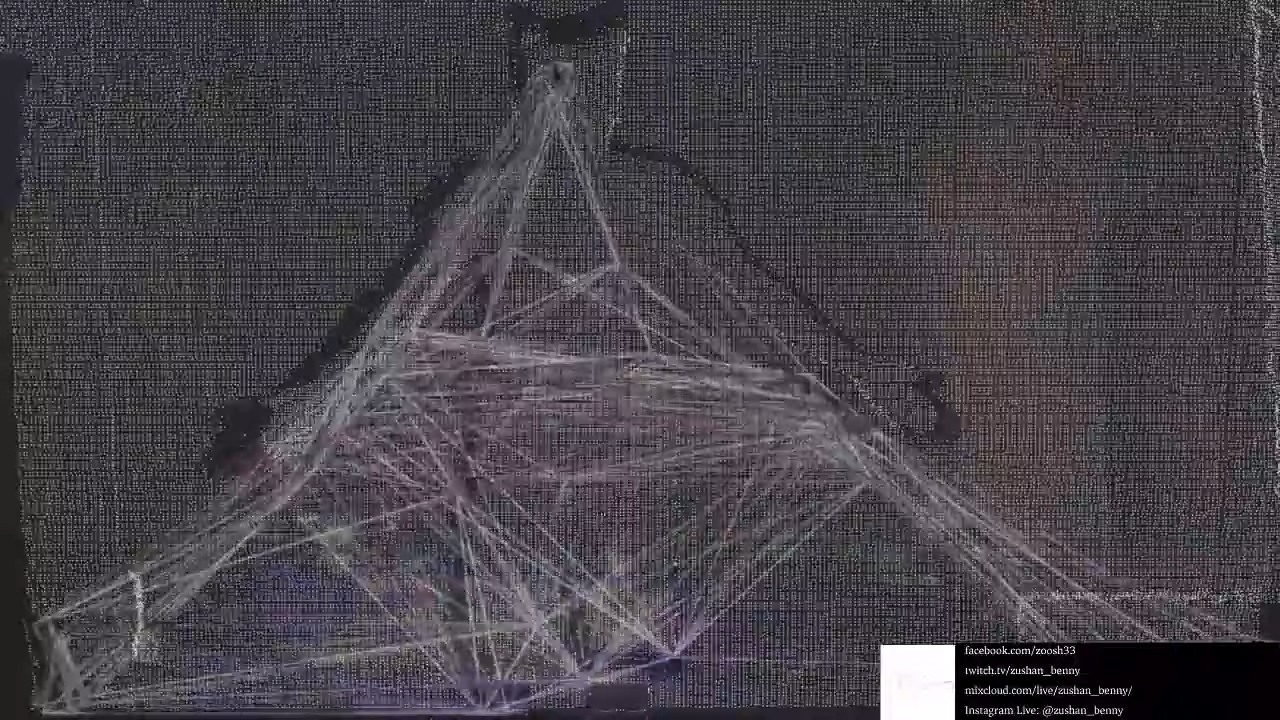 facebook.com/zoosh33
twitch.tv/zushan_benny
mixcloud.com/live/zushan_benny/
Instagram Live: @zushan_benny